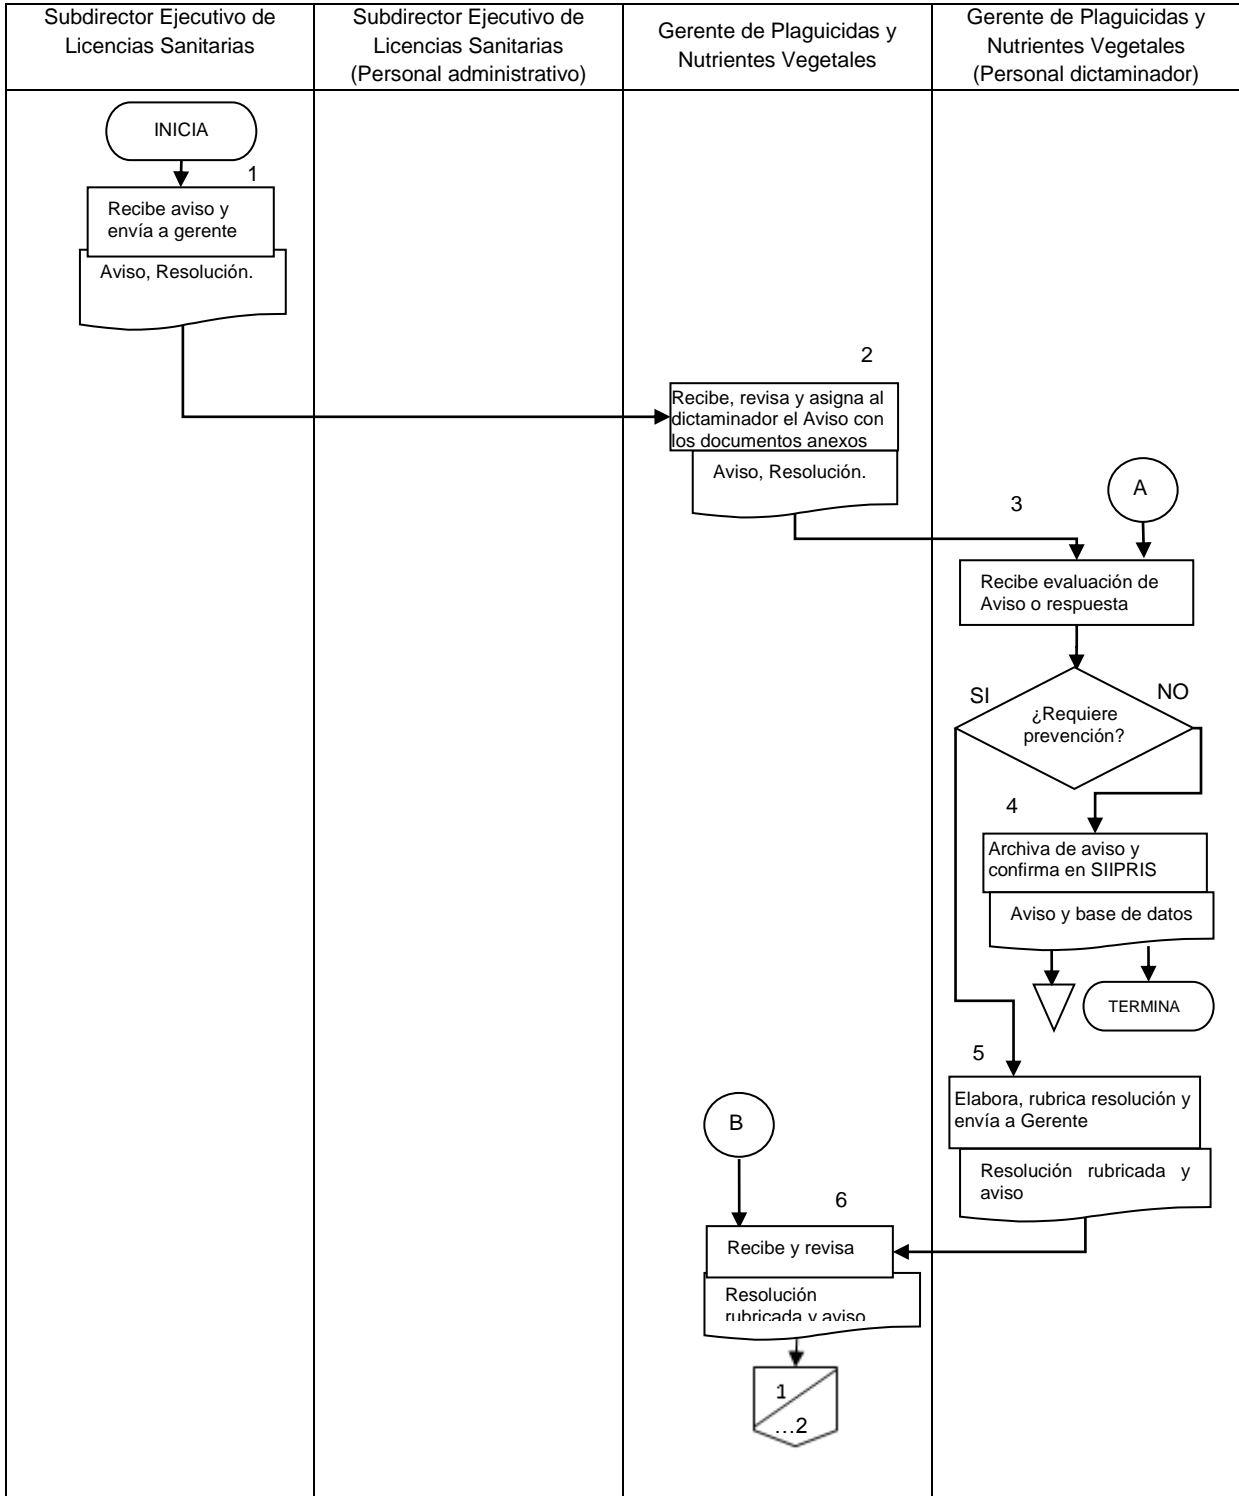 Subdirector Ejecutivo de
Licencias Sanitarias
Subdirector Ejecutivo de
Licencias Sanitarias
(Personal administrativo)
Gerente de Plaguicidas y
Nutrientes Vegetales
Gerente de Plaguicidas y
Nutrientes Vegetales
(Personal dictaminador)
INICIA
1
Recibe aviso y
envía a gerente
Aviso, Resolución.
2
Recibe, revisa y asigna al
dictaminador el Aviso con
los documentos anexos
Aviso, Resolución.
A
3
Recibe evaluación de
Aviso o respuesta
SI
NO
¿Requiere
prevención?
4
Archiva de aviso y
confirma en SIIPRIS
Aviso y base de datos
TERMINA
5
Elabora, rubrica resolución y
envía a Gerente
Resolución rubricada y
aviso
B
6
Recibe y revisa
Resolución
rubricada y aviso
1
…2